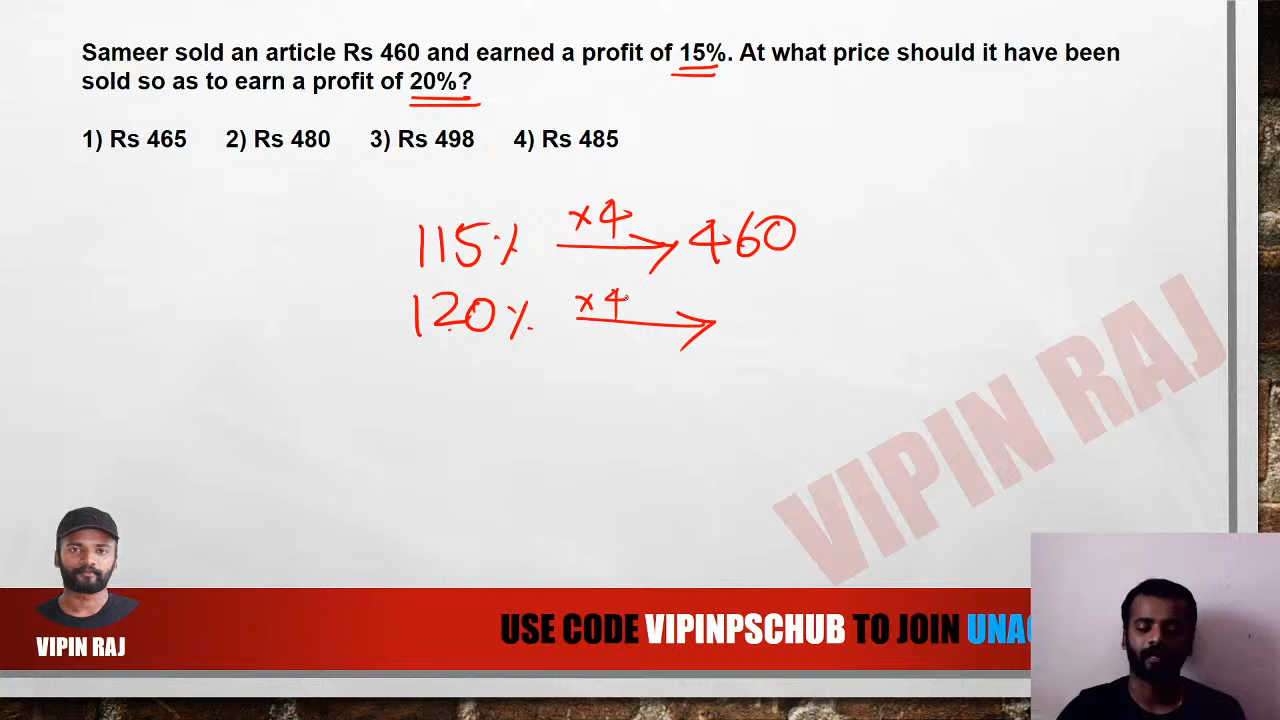 Sameer sold an article Rs 460 and earned a profit of 15%. At what price should it have been
sold so as to earn a profit of 20%?
1) Rs 465 2) Rs 480 3) Rs 498 4) Rs 485
115% ×4 460
120% ×4
VIPIN RAJ
VIPIN RAJ
USE CODE VIPINPSCHUB TO JOIN